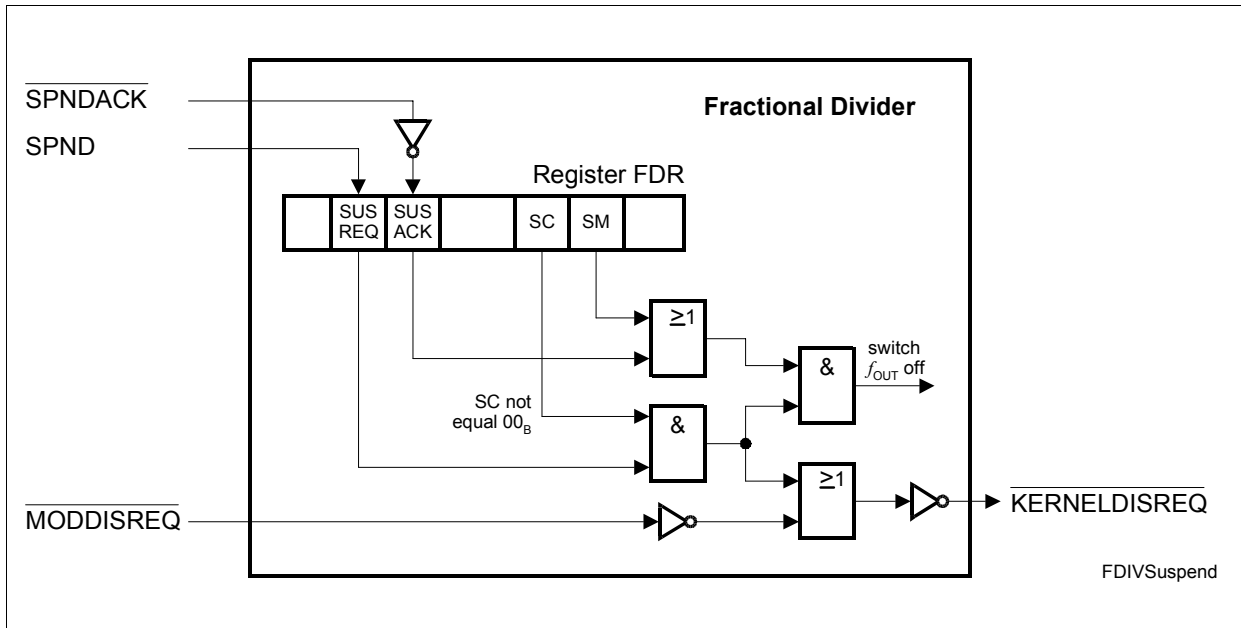 SPNDACK
Fractional Divider
SPND
Register FDR
SUS REQ
SUS ACK
SC
SM
≥1
switch
fOUT off
&
SC not
equal 00B
&
≥1
MODDISREQ
KERNELDISREQ
FDIVSuspend